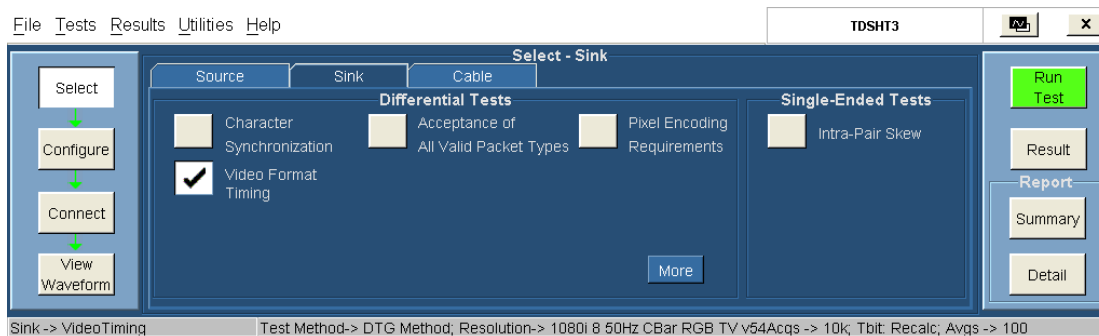 File Tests Results Utilities Help
TDSHT3
x
Select - Sink
Select
Configure
Connect
View
Waveform
Source
Sink
Cable
Differential Tests
Character
Synchronization
Acceptance of
All Valid Packet Types
Pixel Encoding
Requirements
Video Format
Timing
More
Single-Ended Tests
Intra-Pair Skew
Run
Test
Result
Report
Summary
Detail
Sink -> VideoTiming
Test Method-> DTG Method; Resolution-> 1080i 8 50Hz CBar RGB TV v54Acqs -> 10k; Tbit: Recalc; Avgs -> 100